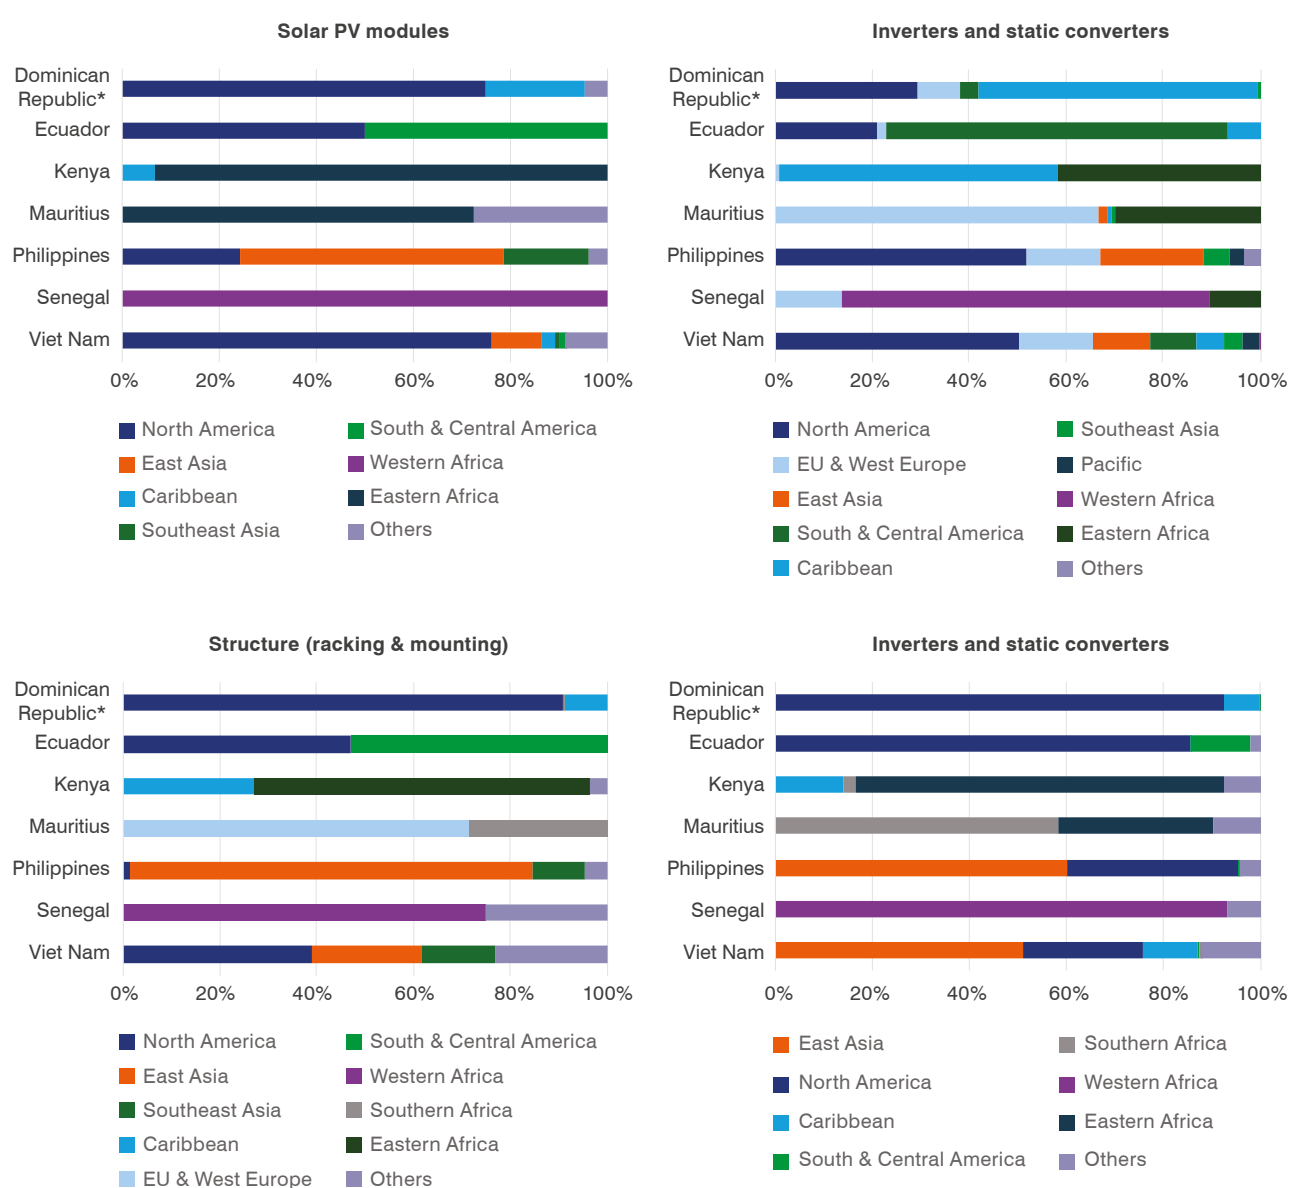 Solar PV modules
Dominican
Republic*
Ecuador
Kenya
Mauritius
Philippines
Senegal
Viet Nam
0% 20% 40% 60% 80% 100%
North America
East Asia
Caribbean
Southeast Asia
South & Central America
Western Africa
Eastern Africa
Others
Inverters and static converters
Dominican
Republic*
Ecuador
Kenya
Mauritius
Philippines
Senegal
Viet Nam
0% 20% 40% 60% 80% 100%
North America
EU & West Europe
East Asia
South & Central America
Caribbean
Southeast Asia
Pacific
Western Africa
Eastern Africa
Others
Structure (racking & mounting)
Dominican
Republic*
Ecuador
Kenya
Mauritius
Philippines
Senegal
Viet Nam
0% 20% 40% 60% 80% 100%
North America
East Asia
Southeast Asia
Caribbean
EU & West Europe
South & Central America
Western Africa
Southern Africa
Eastern Africa
Others
Inverters and static converters
Dominican
Republic*
Ecuador
Kenya
Mauritius
Philippines
Senegal
Viet Nam
0% 20% 40% 60% 80% 100%
East Asia
North America
Caribbean
South & Central America
Southern Africa
Western Africa
Eastern Africa
Others